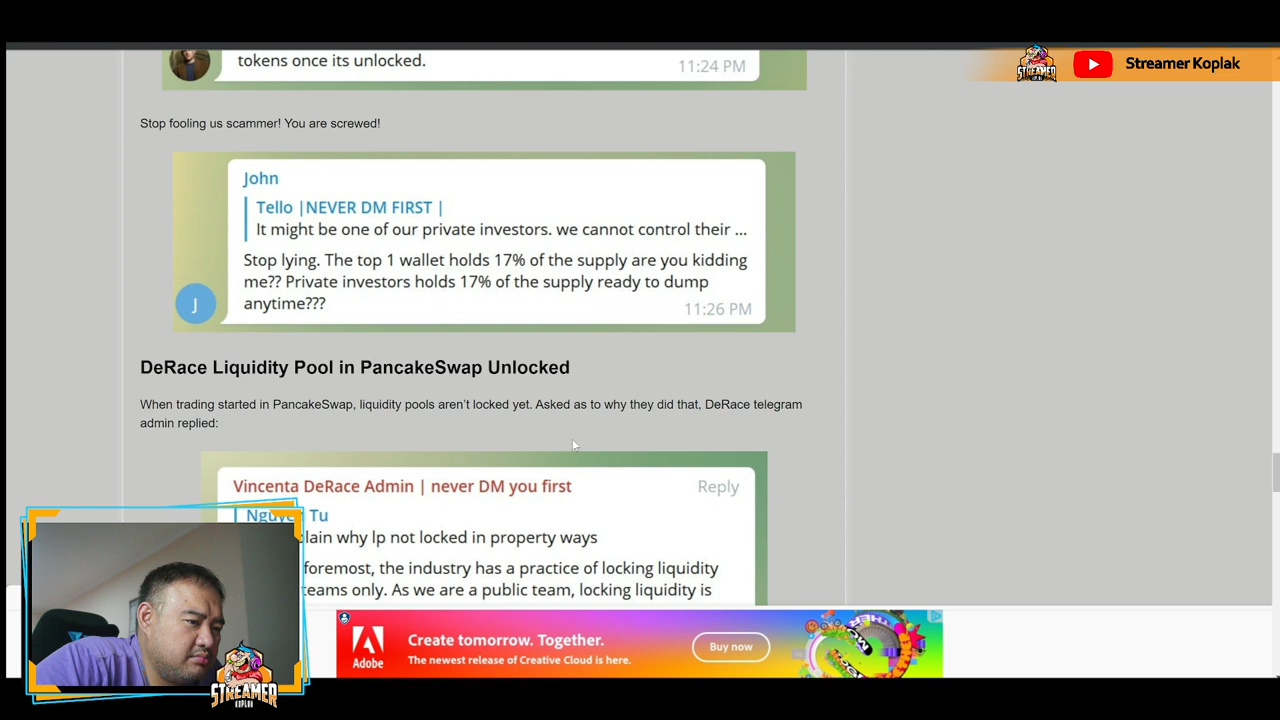 tokens once its unlocked.
11:24 PM
STREAMER
KOPLAK
Streamer Koplak
Stop fooling us scammer! You are screwed!
John
Tello |NEVER DM FIRST |
It might be one of our private investors. we cannot control their ...
Stop lying. The top 1 wallet holds 17% of the supply are you kidding
me?? Private investors holds 17% of the supply ready to dump
anytime???
J
11:26 PM
DeRace Liquidity Pool in PancakeSwap Unlocked
When trading started in PancakeSwap, liquidity pools aren't locked yet. Asked as to why they did that, DeRace telegram
admin replied:
Vincenta DeRace Admin | never DM you first
Reply
Tu
why lp not locked in property ways
the industry has a practice of locking liquidity
only. As we are a public team, locking liquidity is
Adobe
Create tomorrow. Together.
The newest release of Creative Cloud is here.
Buy now
STREAMER
KOPLAK